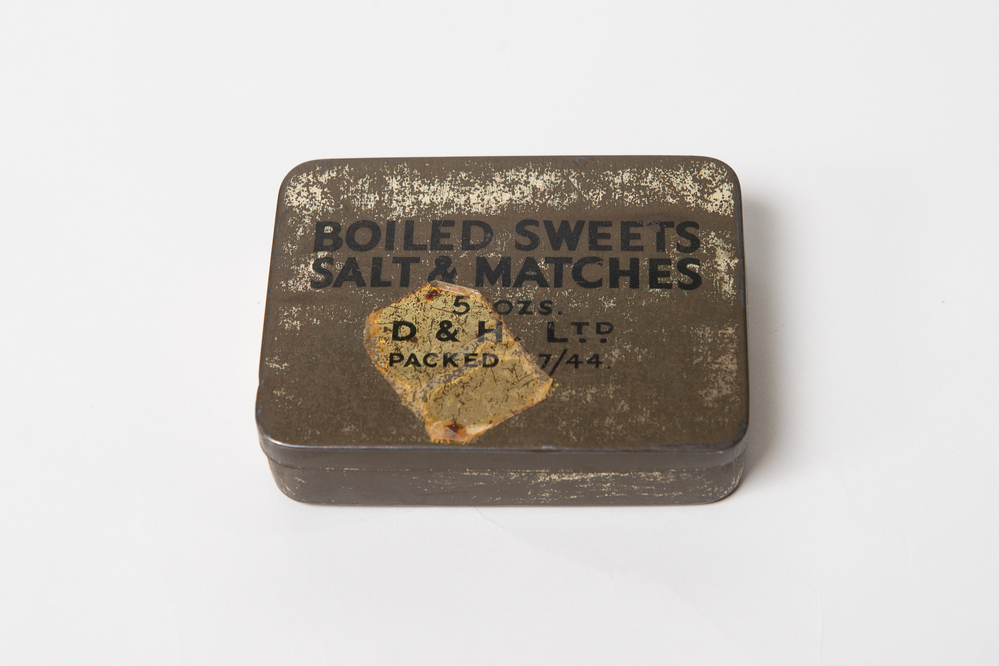 BOILED SWEETS
SALT & MATCHES
5 OZS.
D & H LTD
PACKED 7/44.